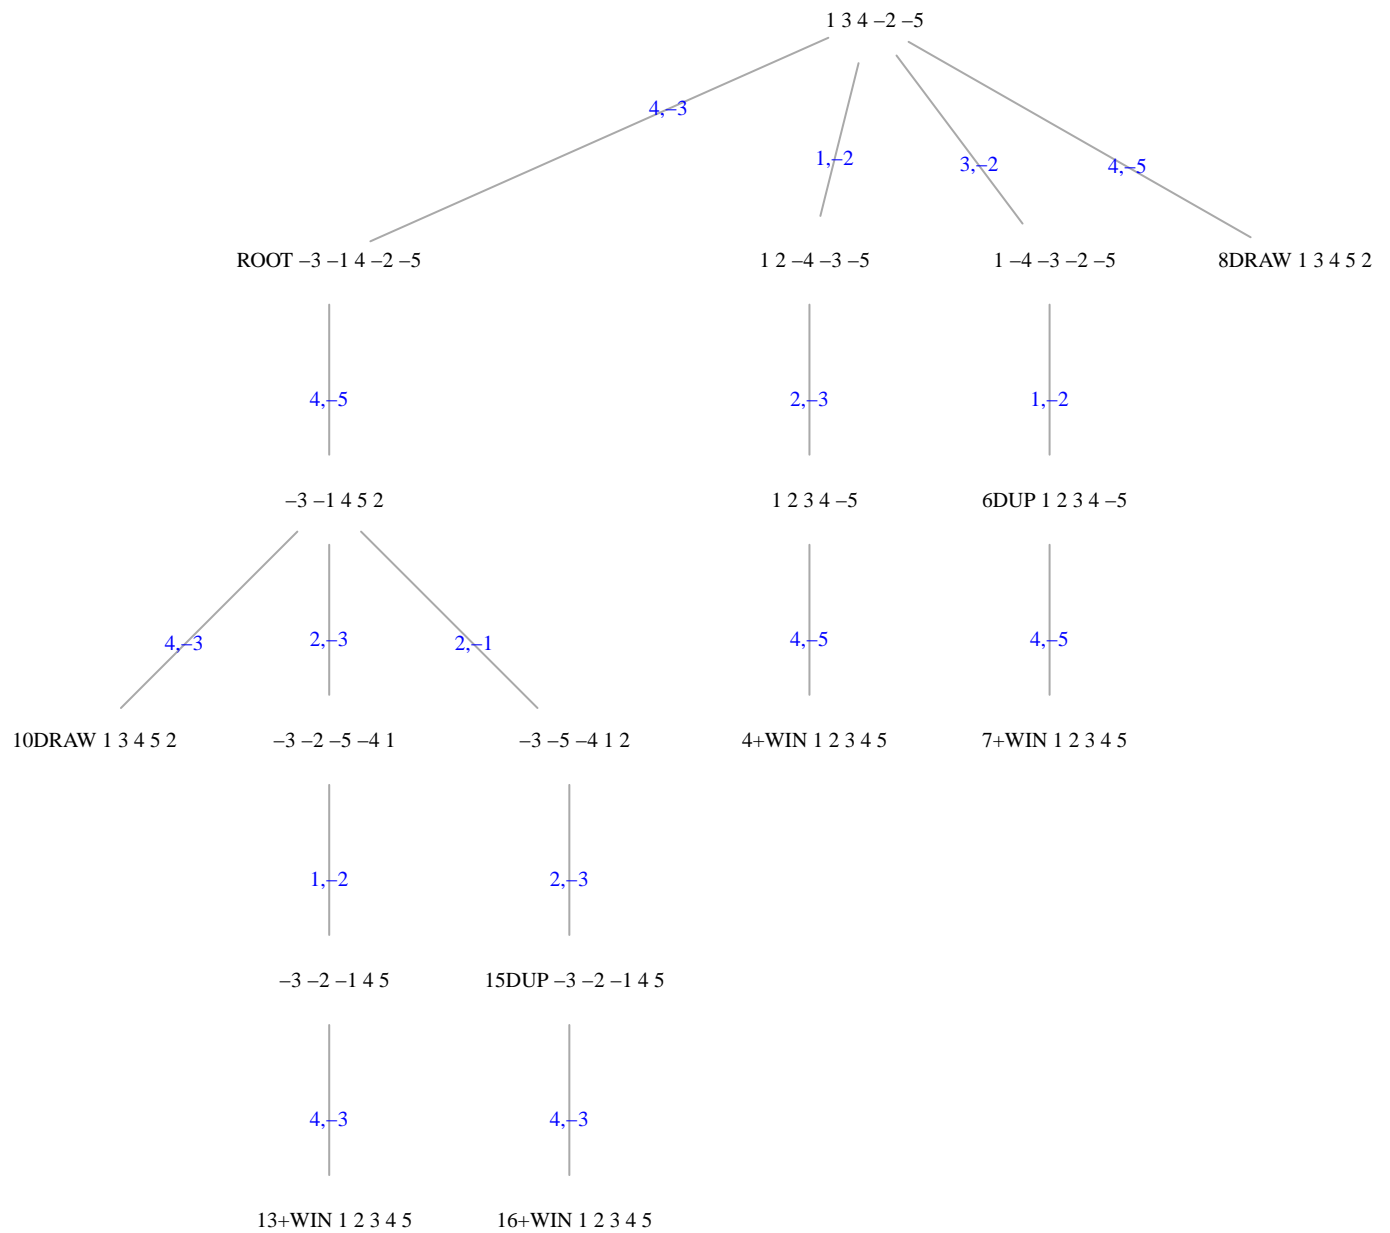 1 3 4 −2 −5
4,−3
1,−2
3,−2
4,−5
ROOT −3 −1 4 −2 −5
1 2 −4 −3 −5
1 −4 −3 −2 −5
8DRAW 1 3 4 5 2
4,−5
2,−3
1,−2
−3 −1 4 5 2
1 2 3 4 −5
6DUP 1 2 3 4 −5
4,−3
2,−3
2,−1
4,−5
4,−5
10DRAW 1 3 4 5 2
−3 −2 −5 −4 1
−3 −5 −4 1 2
4+WIN 1 2 3 4 5
7+WIN 1 2 3 4 5
1,−2
2,−3
−3 −2 −1 4 5
15DUP −3 −2 −1 4 5
4,−3
4,−3
13+WIN 1 2 3 4 5
16+WIN 1 2 3 4 5